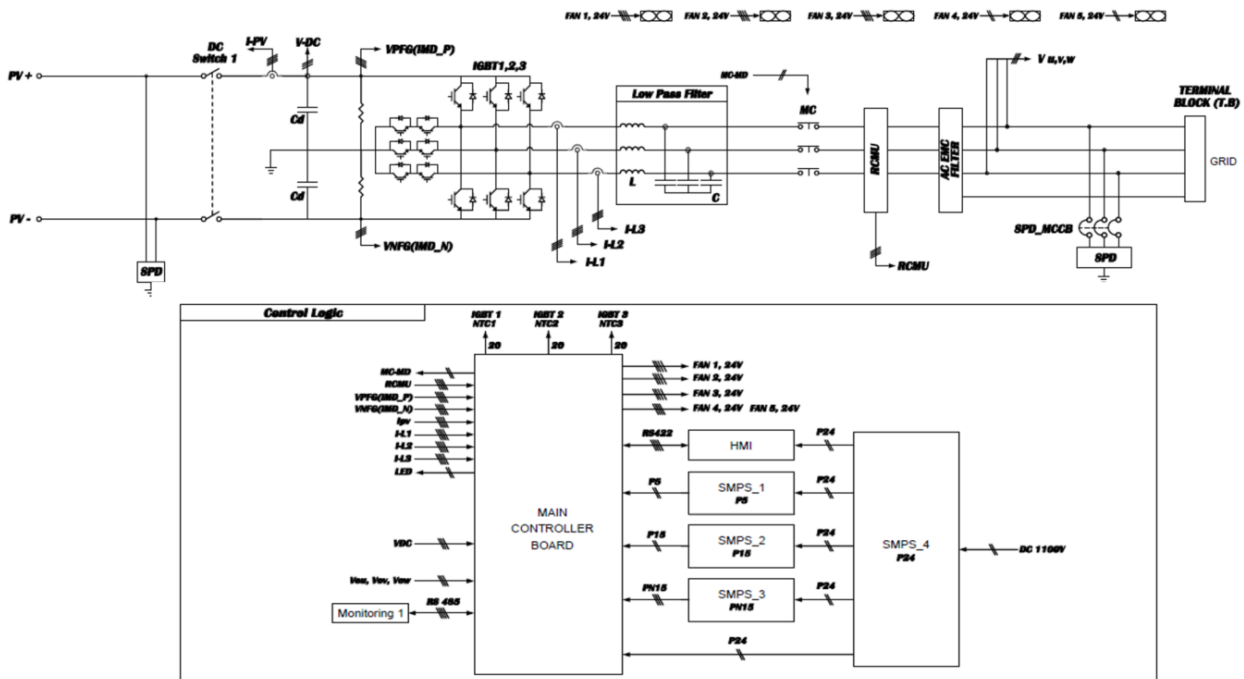 FAN 1, 24V
FAN 2, 24V
FAN 3, 24V
FAN 4, 24V
FAN 5, 24V
DC
Switch 1
I-PV
V-DC
VPFG(IMD_P)
IGBT1,2,3
MC-MD
V u,v,w
PV +
Low Pass Filter
MC
TERMINAL
BLOCK (T.B)
Cd
RCMU
AC EMC
FILTER
GRID
Cd
L
C
PV -
I-L3
SPD_MCCB
VNFG(IMD_N)
I-L2
I-L1
RCMU
SPD
SPD
Control Logic
IGBT 1
NTC1
IGBT 2
NTC2
IGBT 3
NTC3
20
20
20
MC-MD
RCMU
VPFG(IMD_P)
VNFG(IMD_N)
Ipv
I-L1
I-L2
I-L3
LED
FAN 1, 24V
FAN 2, 24V
FAN 3, 24V
FAN 4, 24V FAN 5, 24V
RS422
HMI
P24
P5
SMPS_1
P5
P24
MAIN
CONTROLLER
BOARD
P15
SMPS_2
P15
P24
SMPS_4
P24
DC 1100V
VDC
Vou, Vov, Vow
PN15
SMPS_3
PN15
P24
Monitoring 1
RS 485
P24